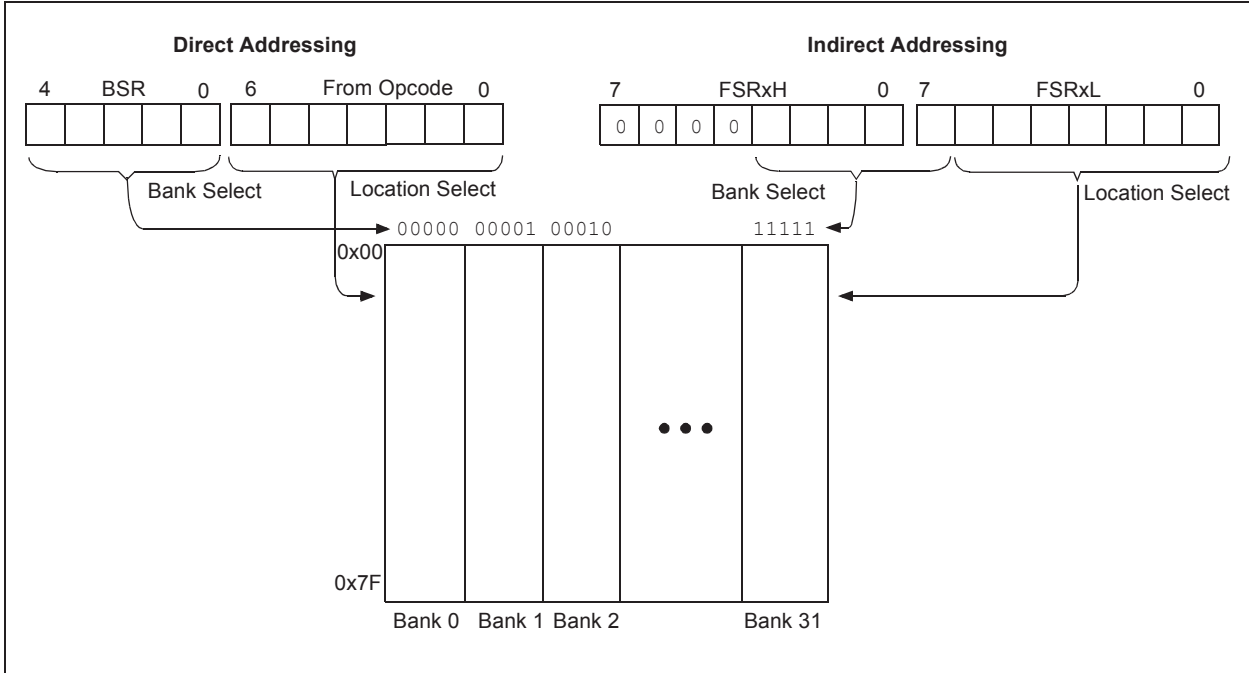 Direct Addressing
Indirect Addressing
4 BSR 0 6 From Opcode 0
7 FSRxH 0 7 FSRxL 0
0 0 0 0
Bank Select
Location Select
Bank Select
Location Select
00000 00001 00010 11111
0x00
0x7F
Bank 0 Bank 1 Bank 2 Bank 31